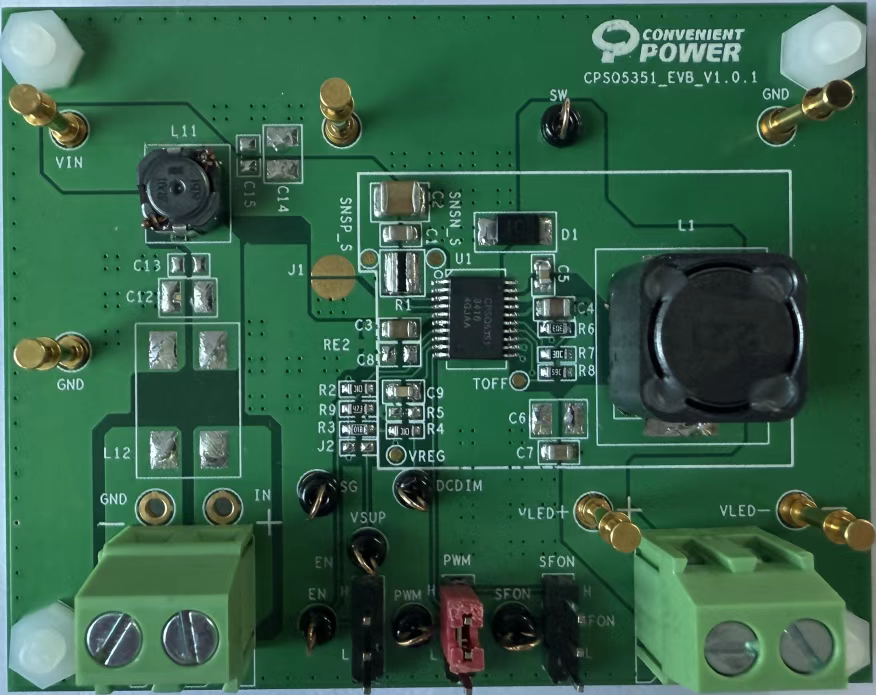 CONVENIENT
POWER
CPSQ5351_EVB_V1.0.1
SW
GND
VIN
L11
C15
C14
SNSP_S
C2
SNSN_S
C1
U1
D1
L1
C13
C12
J1
R1
C5
C4
C3
RE2
C8
R6
R7
R8
GND
TOFF
R2
C9
R9
R5
R3
R4
J2
C6
C7
VREG
L12
GND
IN
SG
DCDIM
VSUP
VLED+
VLED-
EN
PWM
SFON
EN
H
PWM
H
SFON
H
SFON
L
L
L